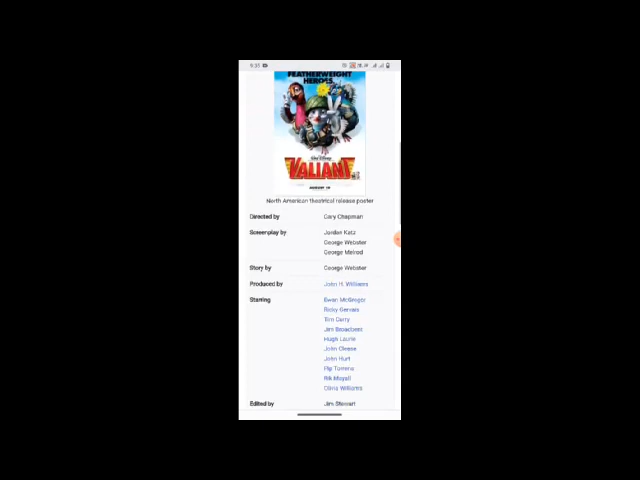 FEATHERWEIGHT
HEROES.
VALIANT
North American theatrical release poster
Directed by Gary Chapman
Screenplay by Jordan Katz
George Webster
George Melrod
Story by George Webster
Produced by John H. Williams
Starring Ewan McGregor
Ricky Gervais
Tim Curry
Jim Broadbent
Hugh Laurie
John Cleese
John Hurt
Pip Torrens
Rik Mayall
Olivia Williams
Edited by Jim Stewart